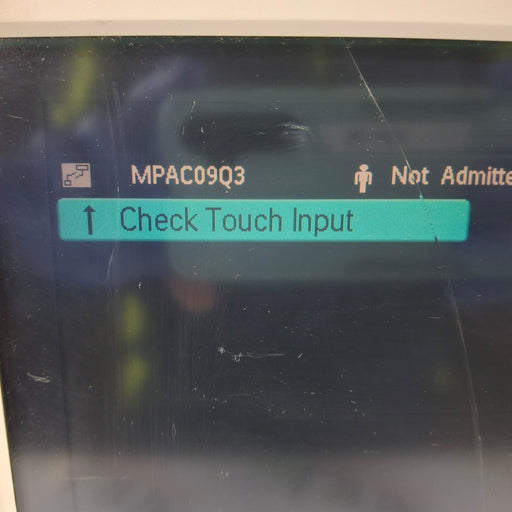 MPAC09Q3 Not Admitte
↑ Check Touch Input